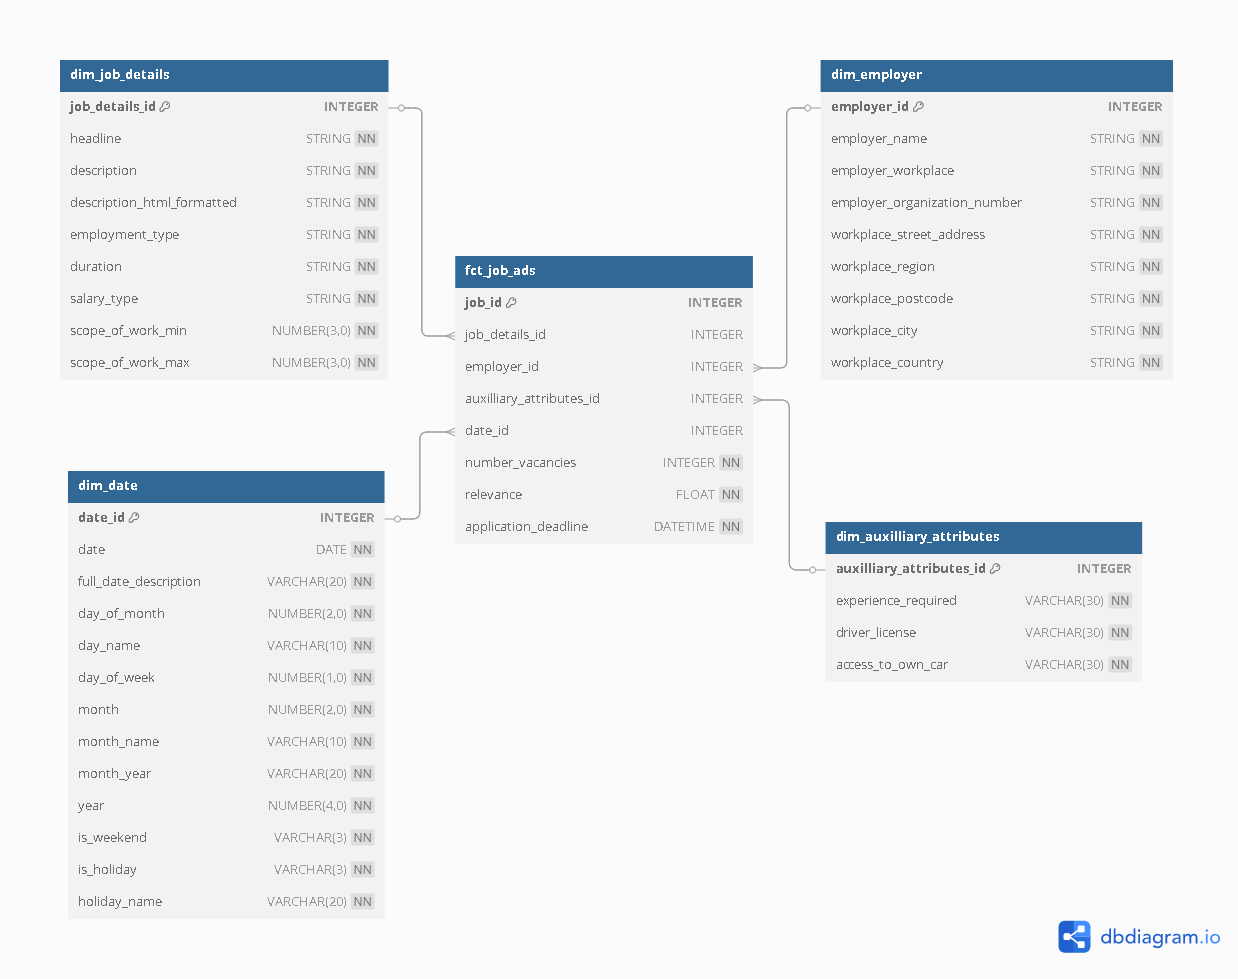 dim_job_details
job_details_id INTEGER
headline STRING NN
description STRING NN
description_html_formatted STRING NN
employment_type STRING NN
duration STRING NN
salary_type STRING NN
scope_of_work_min NUMBER(3,0) NN
scope_of_work_max NUMBER(3,0) NN
dim_employer
employer_id INTEGER
employer_name STRING NN
employer_workplace STRING NN
employer_organization_number STRING NN
workplace_street_address STRING NN
workplace_region STRING NN
workplace_postcode STRING NN
workplace_city STRING NN
workplace_country STRING NN
fct_job_ads
job_id INTEGER
job_details_id INTEGER
employer_id INTEGER
auxilliary_attributes_id INTEGER
date_id INTEGER
number_vacancies INTEGER NN
relevance FLOAT NN
application_deadline DATETIME NN
dim_date
date_id INTEGER
date DATE NN
full_date_description VARCHAR(20) NN
day_of_month NUMBER(2,0) NN
day_name VARCHAR(10) NN
day_of_week NUMBER(1,0) NN
month NUMBER(2,0) NN
month_name VARCHAR(10) NN
month_year VARCHAR(20) NN
year NUMBER(4,0) NN
is_weekend VARCHAR(3) NN
is_holiday VARCHAR(3) NN
holiday_name VARCHAR(20) NN
dim_auxilliary_attributes
auxilliary_attributes_id INTEGER
experience_required VARCHAR(30) NN
driver_license VARCHAR(30) NN
access_to_own_car VARCHAR(30) NN
dbdiagram.io